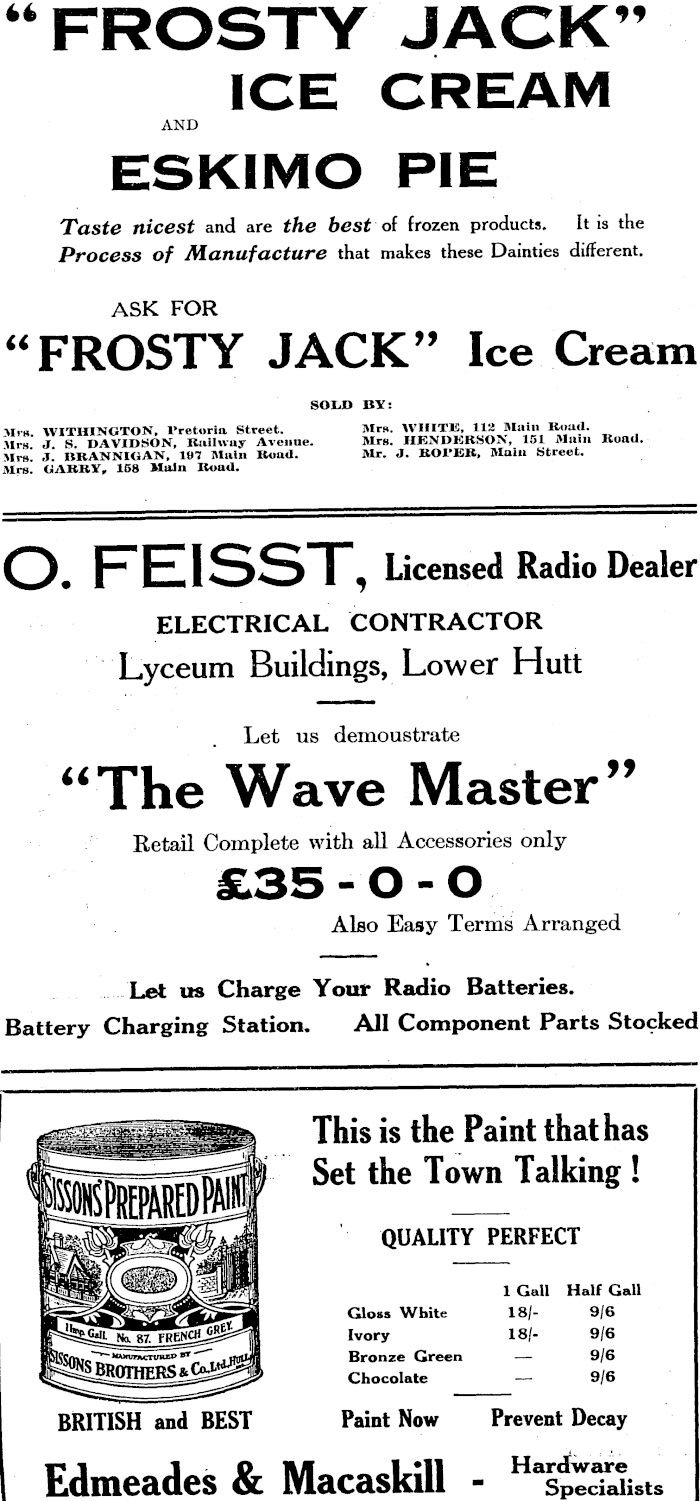 “FROSTY JACK”
ICE CREAM
AND
ESKIMO PIE
Taste nicest and are the best of frozen products. It is the
Process of Manufacture that makes these Dainties different.
ASK FOR
“FROSTY JACK” Ice Cream
SOLD BY:
Mrs. WITHINGTON, Pretoria Street.
Mrs. J. S. DAVIDSON, Railway Avenue.
Mrs. J. BRANNIGAN, 197 Main Road.
Mrs. GARRY, 158 Main Road.
Mrs. WHITE, 112 Main Road.
Mrs. HENDERSON, 151 Main Road.
Mr. J. ROPER, Main Street.
O. FEISST, Licensed Radio Dealer
ELECTRICAL CONTRACTOR
Lyceum Buildings, Lower Hutt
Let us demoustrate
“The Wave Master”
Retail Complete with all Accessories only
£35 - 0 - 0
Also Easy Terms Arranged
Let us Charge Your Radio Batteries.
Battery Charging Station. All Component Parts Stocked
SISSONS' PREPARED PAINT
1 Imp. Gall. No. 87. FRENCH GREY.
MANUFACTURED BY
SISSONS BROTHERS & Co., Ltd., HULL.
BRITISH and BEST
This is the Paint that has
Set the Town Talking !
QUALITY PERFECT
1 Gall Half Gall
Gloss White 18/- 9/6
Ivory 18/- 9/6
Bronze Green — 9/6
Chocolate — 9/6
Paint Now Prevent Decay
Edmeades & Macaskill - Hardware
Specialists